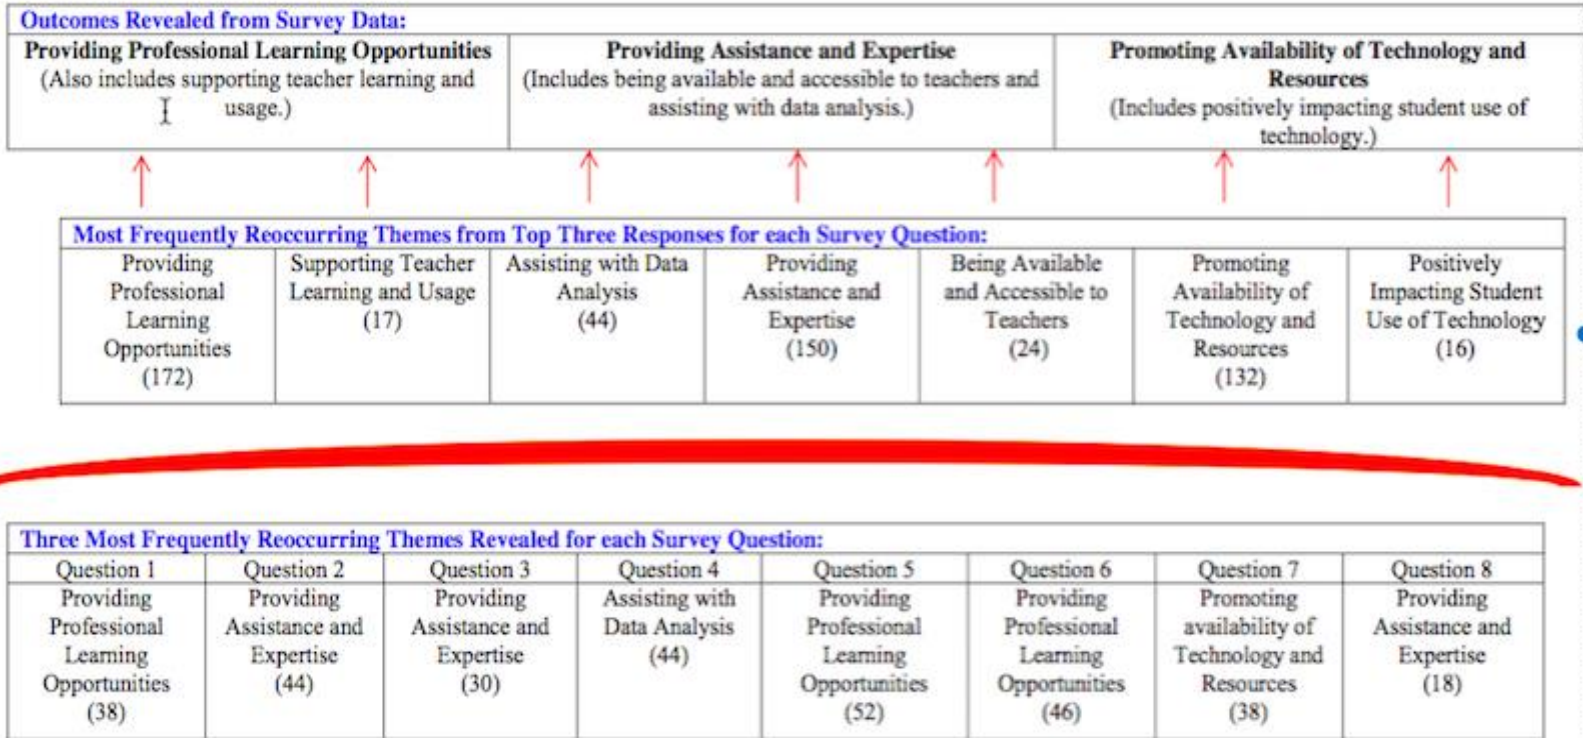 Outcomes Revealed from Survey Data:
Providing Professional Learning Opportunities
(Also includes supporting teacher learning and
usage.)
Providing Assistance and Expertise
(Includes being available and accessible to teachers and
assisting with data analysis.)
Promoting Availability of Technology and
Resources
(Includes positively impacting student use of
technology.)
Most Frequently Reoccurring Themes from Top Three Responses for each Survey Question:
Providing
Professional
Learning
Opportunities
(172)
Supporting Teacher
Learning and Usage
(17)
Assisting with Data
Analysis
(44)
Providing
Assistance and
Expertise
(150)
Being Available
and Accessible to
Teachers
(24)
Promoting
Availability of
Technology and
Resources
(132)
Positively
Impacting Student
Use of Technology
(16)
Three Most Frequently Reoccurring Themes Revealed for each Survey Question:
Question 1
Question 2
Question 3
Question 4
Question 5
Question 6
Question 7
Question 8
Providing
Professional
Learning
Opportunities
(38)
Providing
Assistance and
Expertise
(44)
Providing
Assistance and
Expertise
(30)
Assisting with
Data Analysis
(44)
Providing
Professional
Learning
Opportunities
(52)
Providing
Professional
Learning
Opportunities
(46)
Promoting
availability of
Technology and
Resources
(38)
Providing
Assistance and
Expertise
(18)